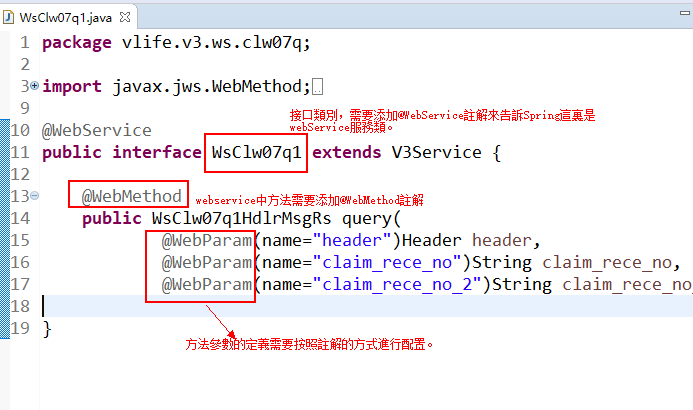 WsClw07q1.java
1 package vlife.v3.ws.clw07q;
2
3 import javax.jws.WebMethod;
9
接口類別，需要添加@WebService註解來告訴Spring這裏是
webService服務類。
10 @WebService
11 public interface WsClw07q1 extends V3Service {
12
13 @WebMethod webservice中方法需要添加@WebMethod註解
14 public WsClw07q1HdlrMsgRs query(
15 @WebParam(name="header")Header header,
16 @WebParam(name="claim_rece_no")String claim_rece_no,
17 @WebParam(name="claim_rece_no_2")String claim_rece_no_
18
19 }
方法參數的定義需要按照註解的方式進行配置。